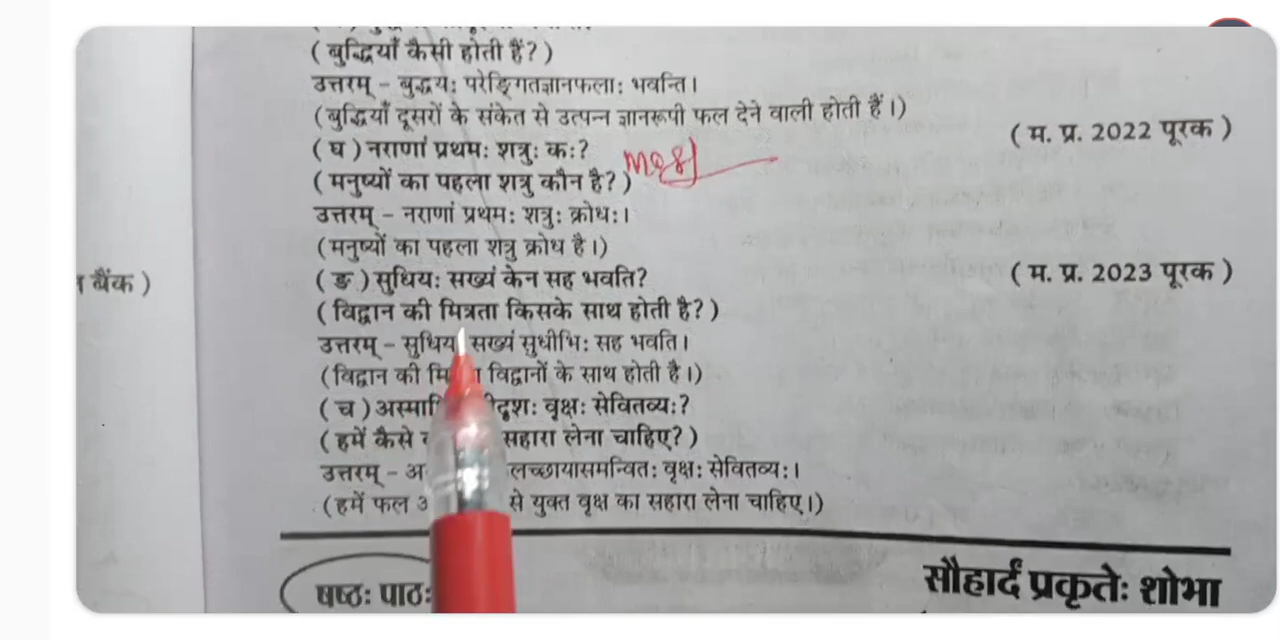 ( बुद्धियाँ कैसी होती हैं? )
उत्तरम् - बुद्धयः परेङ्गितज्ञानफलाः भवन्ति।
(बुद्धियाँ दूसरों के संकेत से उत्पन्न ज्ञानरूपी फल देने वाली होती हैं।)
( घ ) नराणां प्रथमः शत्रुः कः? ( म. प्र. 2022 पूरक )
( मनुष्यों का पहला शत्रु कौन है? )
उत्तरम् - नराणां प्रथमः शत्रुः क्रोधः।
(मनुष्यों का पहला शत्रु क्रोध है।)
बैंक )
( ङ ) सुधियः सख्यं केन सह भवति? ( म. प्र. 2023 पूरक )
( विद्वान की मित्रता किसके साथ होती है? )
उत्तरम् - सुधिय सख्यं सुधीभिः सह भवति।
(विद्वान की विद्वानों के साथ होती है।)
( च ) वृक्षः सेवितव्यः?
( हमें कैसे सहारा लेना चाहिए? )
उत्तरम् - लच्छायासमन्वितः वृक्षः सेवितव्यः।
(हमें फल से युक्त वृक्ष का सहारा लेना चाहिए।)
षष्ठः पाठः सौहार्दं प्रकृतेः शोभा